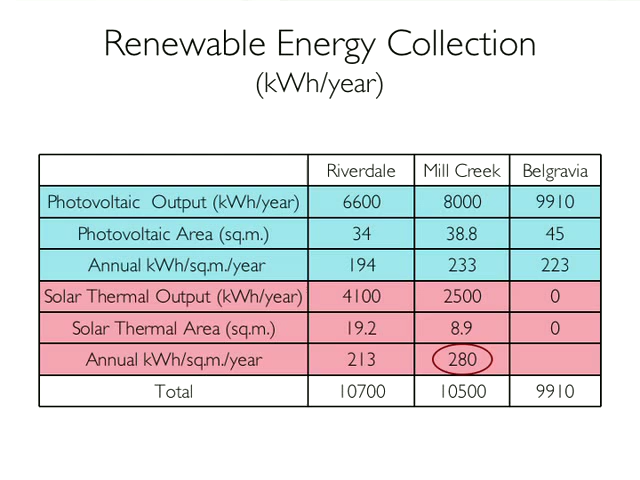 Renewable Energy Collection
(kWh/year)
Riverdale Mill Creek Belgravia
Photovoltaic Output (kWh/year) 6600 8000 9910
Photovoltaic Area (sq.m.) 34 38.8 45
Annual kWh/sq.m./year 194 233 223
Solar Thermal Output (kWh/year) 4100 2500 0
Solar Thermal Area (sq.m.) 19.2 8.9 0
Annual kWh/sq.m./year 213 280
Total 10700 10500 9910